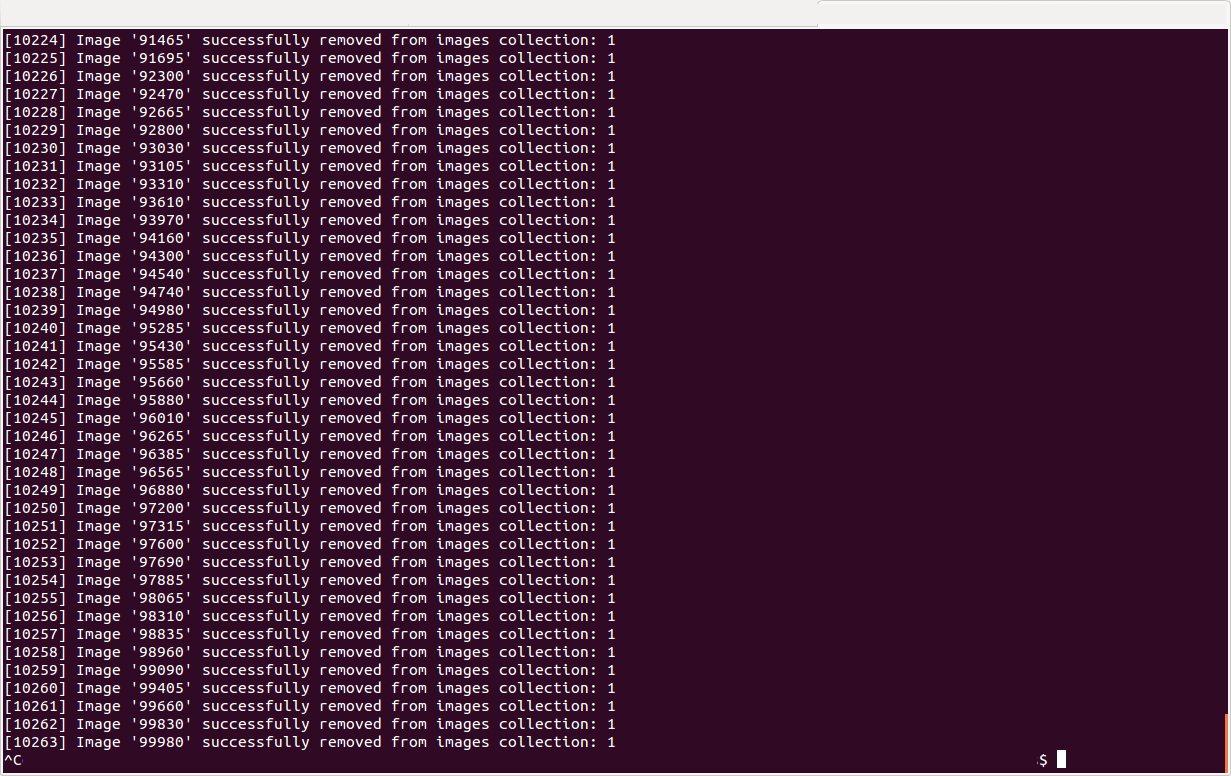 [10224] Image '91465' successfully removed from images collection: 1
[10225] Image '91695' successfully removed from images collection: 1
[10226] Image '92300' successfully removed from images collection: 1
[10227] Image '92470' successfully removed from images collection: 1
[10228] Image '92665' successfully removed from images collection: 1
[10229] Image '92800' successfully removed from images collection: 1
[10230] Image '93030' successfully removed from images collection: 1
[10231] Image '93105' successfully removed from images collection: 1
[10232] Image '93310' successfully removed from images collection: 1
[10233] Image '93610' successfully removed from images collection: 1
[10234] Image '93970' successfully removed from images collection: 1
[10235] Image '94160' successfully removed from images collection: 1
[10236] Image '94300' successfully removed from images collection: 1
[10237] Image '94540' successfully removed from images collection: 1
[10238] Image '94740' successfully removed from images collection: 1
[10239] Image '94980' successfully removed from images collection: 1
[10240] Image '95285' successfully removed from images collection: 1
[10241] Image '95430' successfully removed from images collection: 1
[10242] Image '95585' successfully removed from images collection: 1
[10243] Image '95660' successfully removed from images collection: 1
[10244] Image '95880' successfully removed from images collection: 1
[10245] Image '96010' successfully removed from images collection: 1
[10246] Image '96265' successfully removed from images collection: 1
[10247] Image '96385' successfully removed from images collection: 1
[10248] Image '96565' successfully removed from images collection: 1
[10249] Image '96880' successfully removed from images collection: 1
[10250] Image '97200' successfully removed from images collection: 1
[10251] Image '97315' successfully removed from images collection: 1
[10252] Image '97600' successfully removed from images collection: 1
[10253] Image '97690' successfully removed from images collection: 1
[10254] Image '97885' successfully removed from images collection: 1
[10255] Image '98065' successfully removed from images collection: 1
[10256] Image '98310' successfully removed from images collection: 1
[10257] Image '98835' successfully removed from images collection: 1
[10258] Image '98960' successfully removed from images collection: 1
[10259] Image '99090' successfully removed from images collection: 1
[10260] Image '99405' successfully removed from images collection: 1
[10261] Image '99660' successfully removed from images collection: 1
[10262] Image '99830' successfully removed from images collection: 1
[10263] Image '99980' successfully removed from images collection: 1
^C $